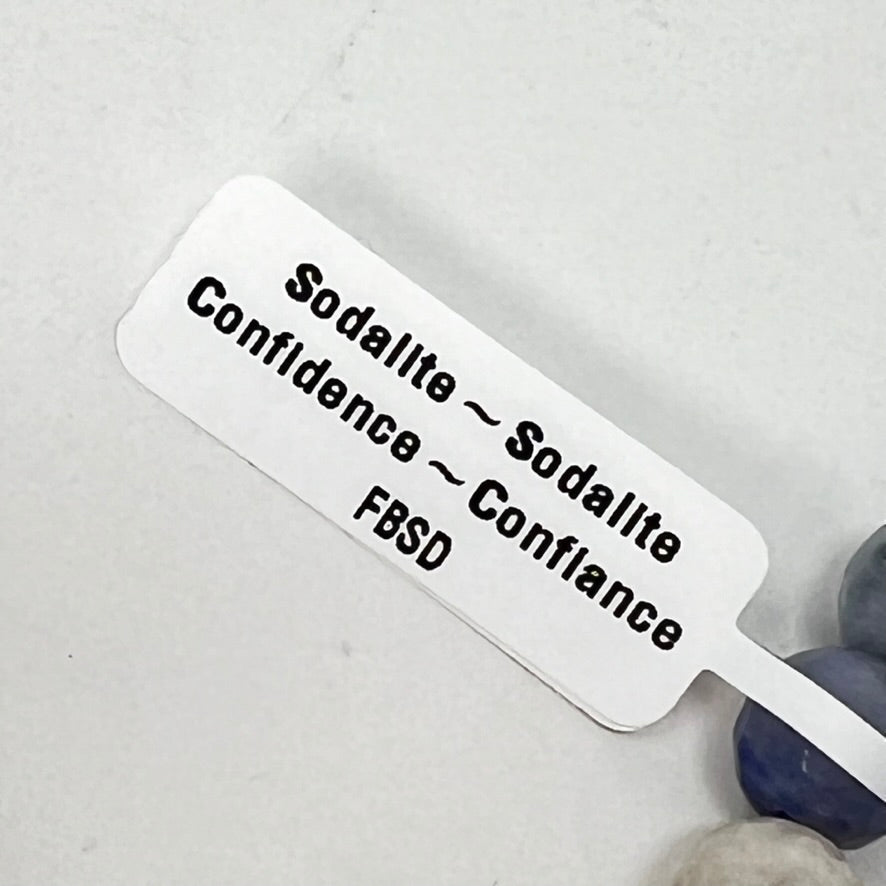 Sodalite ~ Sodalite
Confidence ~ Confiance
FBSD